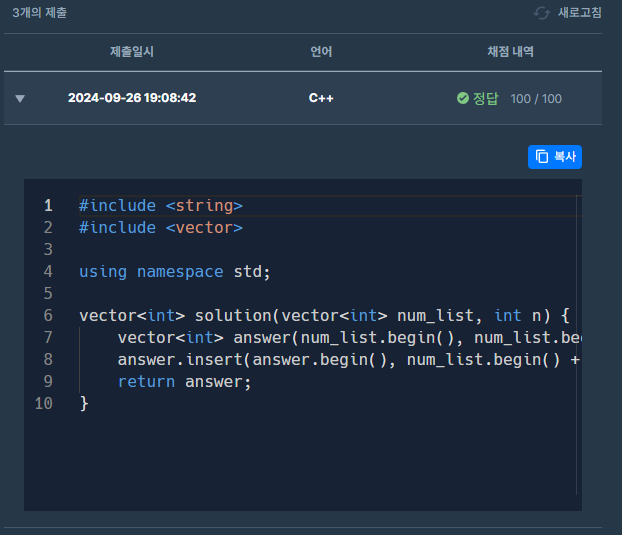 3개의 제출 새로고침
제출일시 언어 채점 내역
2024-09-26 19:08:42 C++ 정답 100 / 100
복사
1 #include <string>
2 #include <vector>
3
4 using namespace std;
5
6 vector<int> solution(vector<int> num_list, int n) {
7 vector<int> answer(num_list.begin(), num_list.be
8 answer.insert(answer.begin(), num_list.begin() +
9 return answer;
10 }